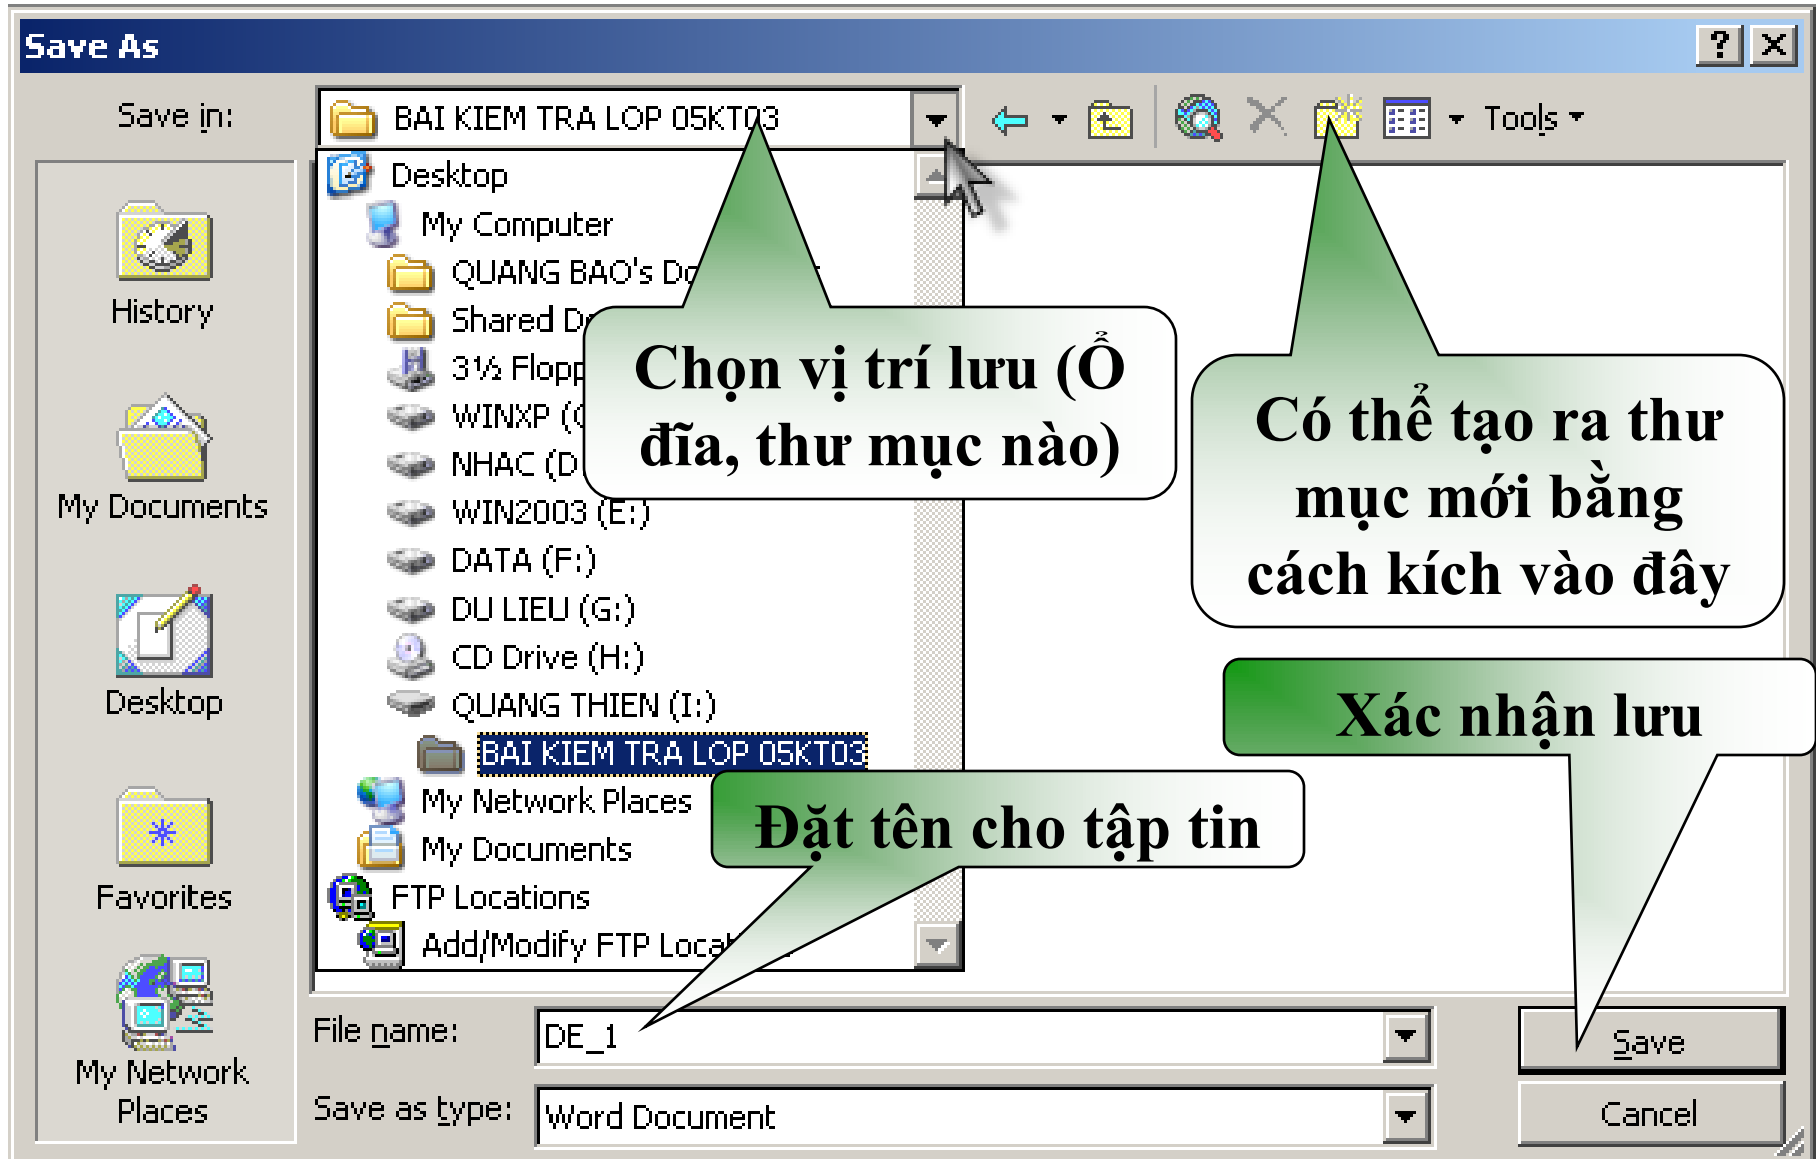 Save As
Save in:
BAI KIEM TRA LOP 05KT03
Tools
History
My Documents
Desktop
Favorites
My Network
Places
Desktop
My Computer
QUANG BAO's
Shared
3½
WINXP
NHAC
WIN2003 (E:)
DATA (F:)
DU LIEU (G:)
CD Drive (H:)
QUANG THIEN (I:)
BAI KIEM TRA LOP 05KT03
My Network Places
My Documents
FTP Locations
Add/Modify FTP
Chọn vị trí lưu (Ổ
đĩa, thư mục nào)
Có thể tạo ra thư
mục mới bằng
cách kích vào đây
Xác nhận lưu
Đặt tên cho tập tin
File name:
DE_1
Save
Save as type:
Word Document
Cancel